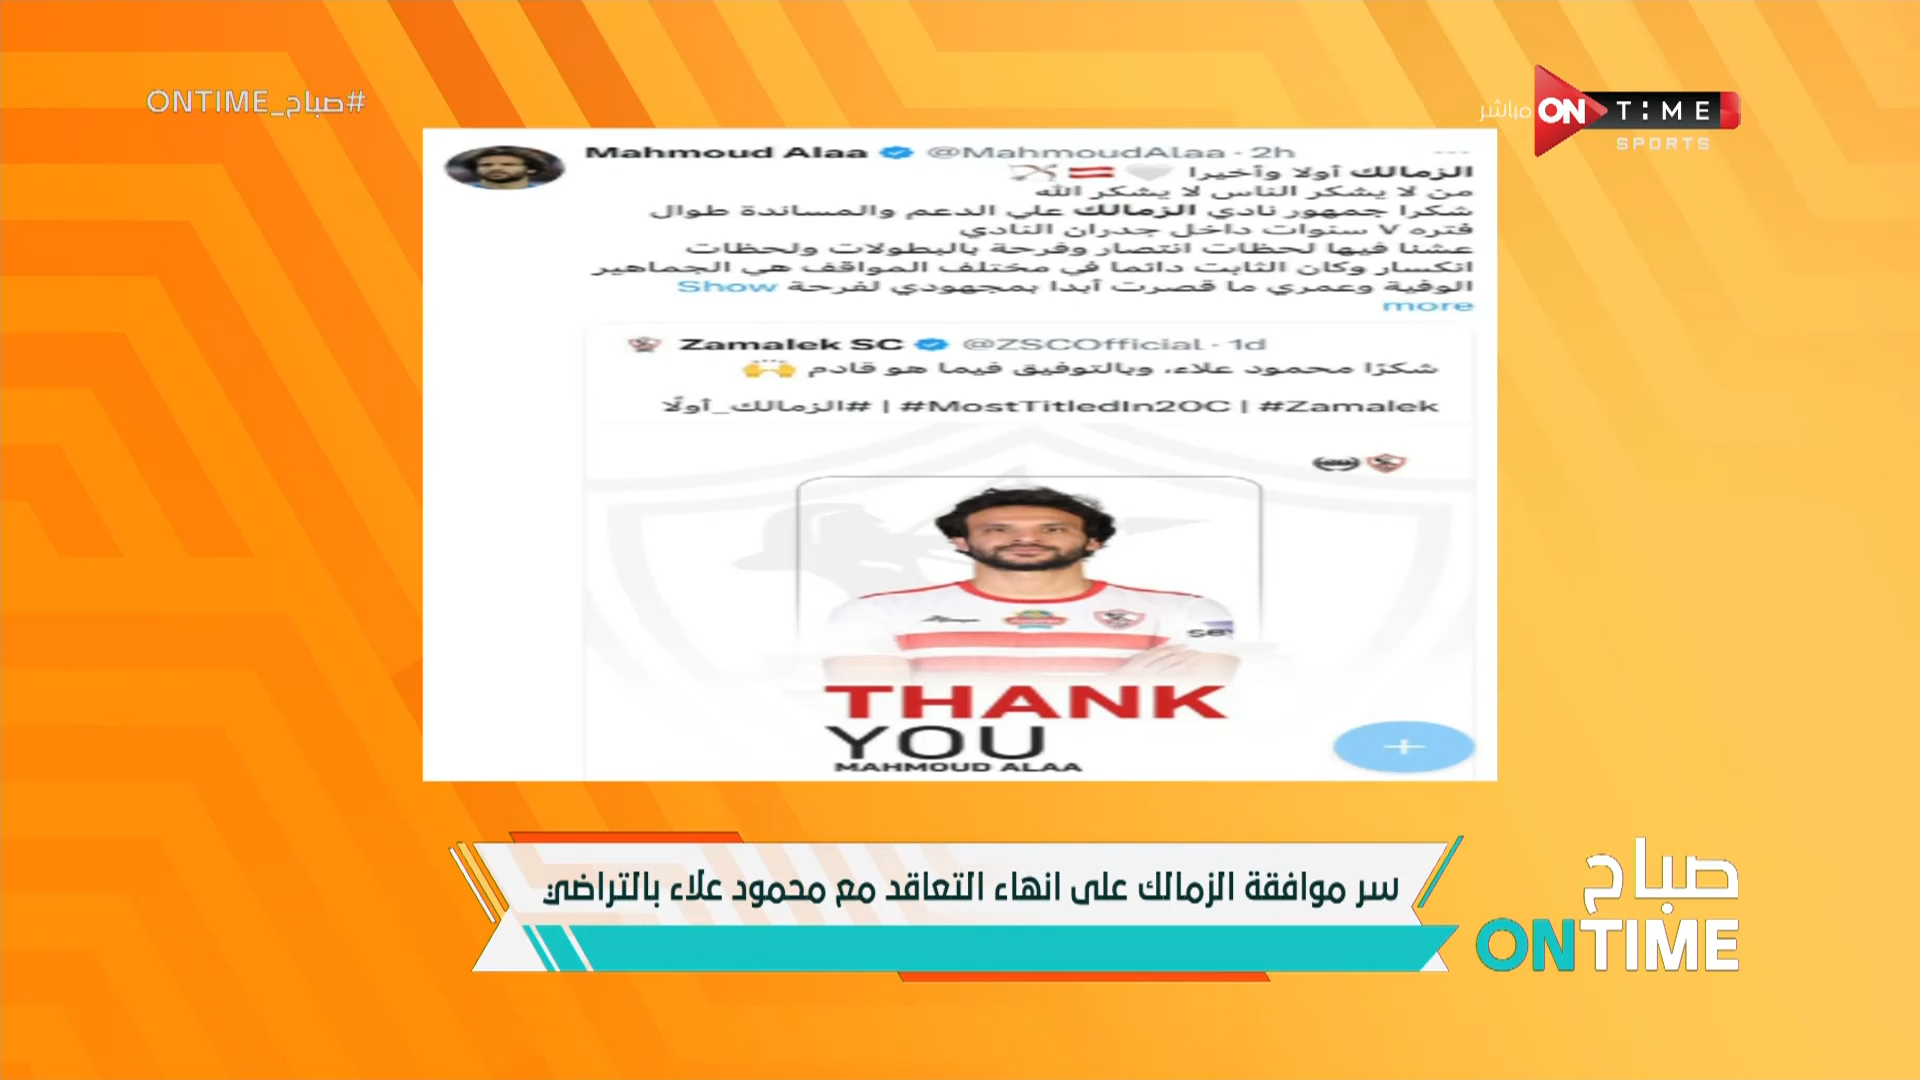 #صباح_ONTIME
مباشر ON TIME
SPORTS
Mahmoud Alaa @MahmoudAlaa · 2h
الزمالك أولا وأخيرا
من لا يشكر الناس لا يشكر الله
شكرا جمهور نادي الزمالك علي الدعم والمساندة طوال
فتره ٧ سنوات داخل جدران النادي
عشنا فيها لحظات انتصار وفرحة بالبطولات ولحظات
انكسار وكان الثابت دائما في مختلف المواقف هي الجماهير
الوفية وعمري ما قصرت أبدا بمجهودي لفرحة Show
more
Zamalek SC @ZSCOfficial · 1d
شكرًا محمود علاء، وبالتوفيق فيما هو قادم 🙌
#الزمالك_أولًا | #MostTitledIn20C | #Zamalek
THANK
YOU
MAHMOUD ALAA
سر موافقة الزمالك على انهاء التعاقد مع محمود علاء بالتراضي
صباح
ONTIME